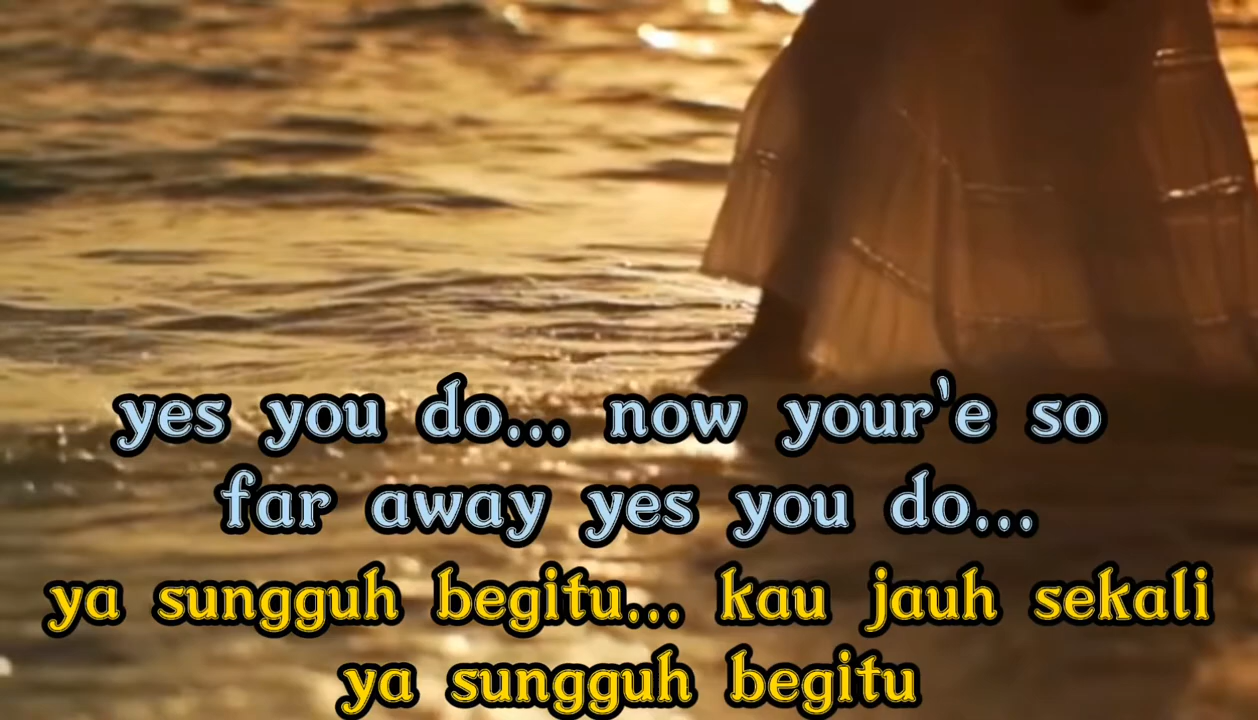 yes you do... now your'e so
far away yes you do...
ya sungguh begitu... kau jauh sekali
ya sungguh begitu